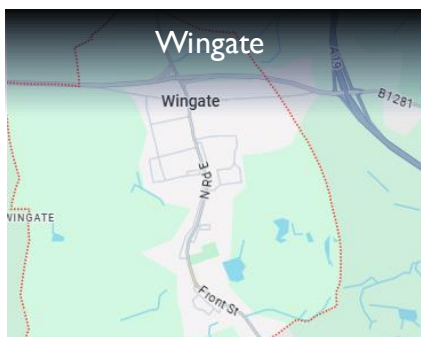 Wingate
A19
Wingate
B1281
N Rd E
WINGATE
Front St